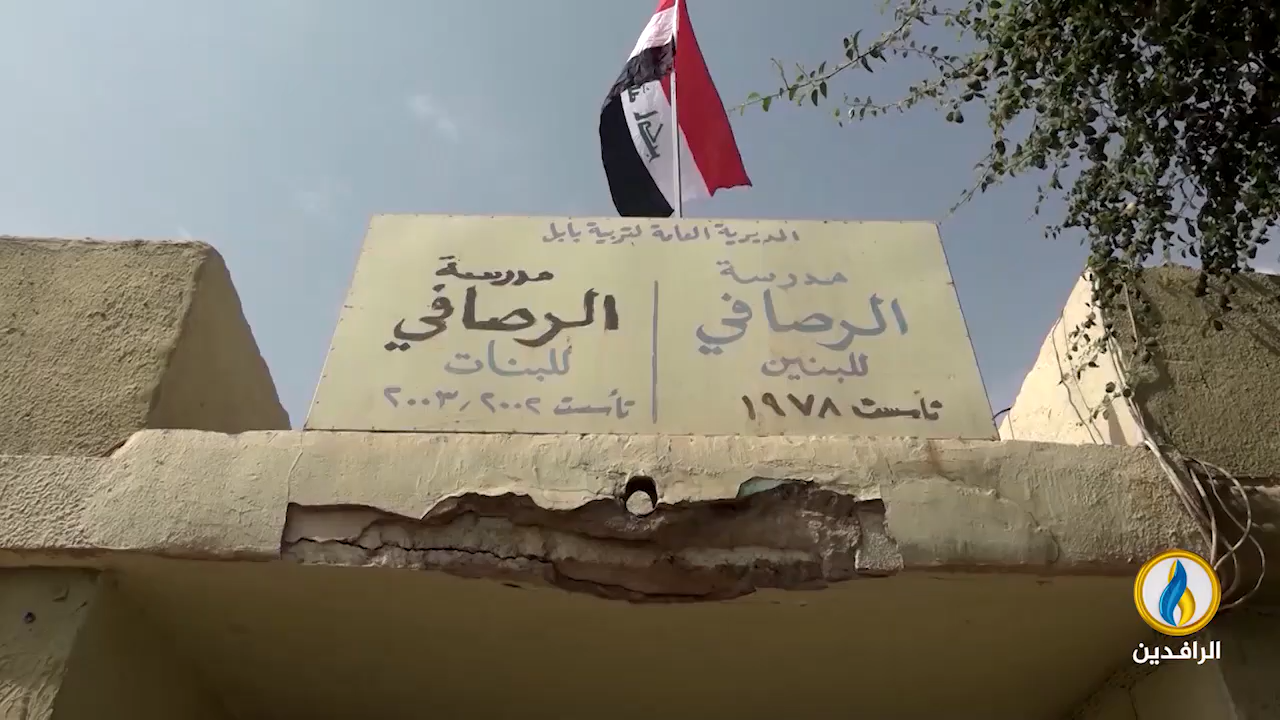 المديرية العامة لتربية بابل
مدرسة
الرصافي
للبنين
تأسست ١٩٧٨
مدرسة
الرصافي
للبنات
تأسست ٢٠٠٢/٢٠٠٣
الرافدين